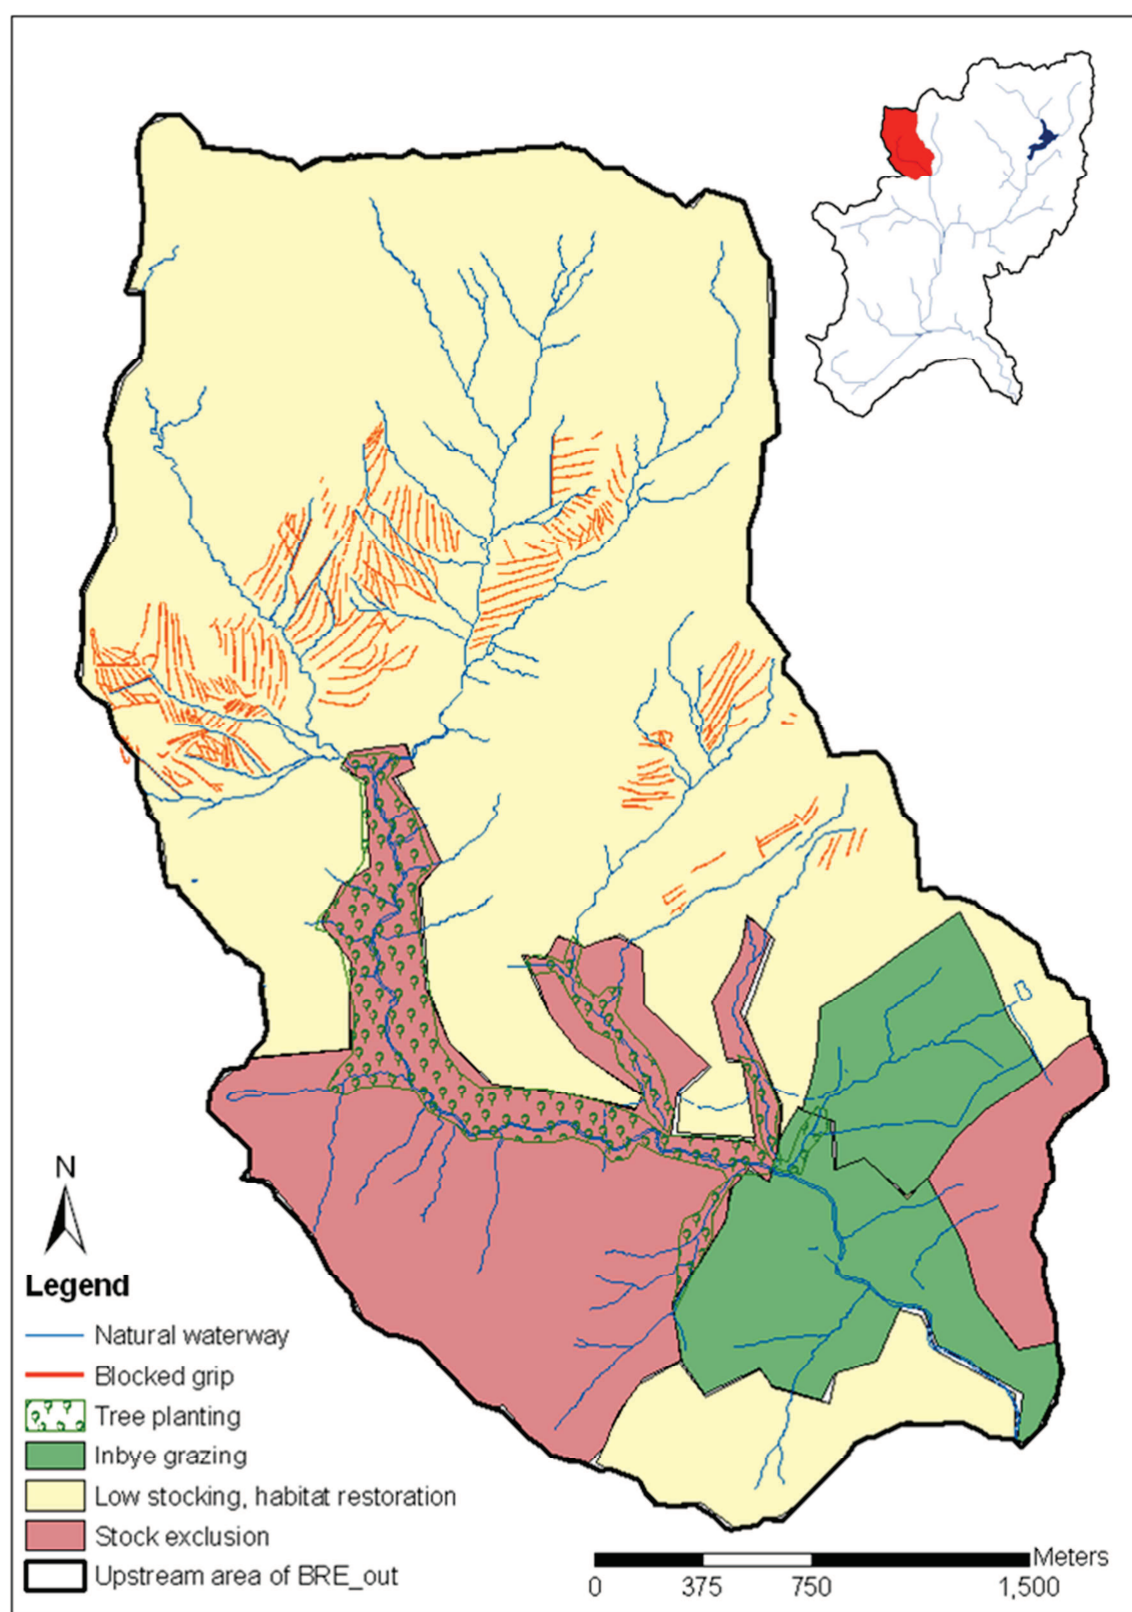 N
Legend
Natural waterway
Blocked grip
Tree planting
Inbye grazing
Low stocking, habitat restoration
Stock exclusion
Upstream area of BRE_out
Meters
0 375 750 1,500